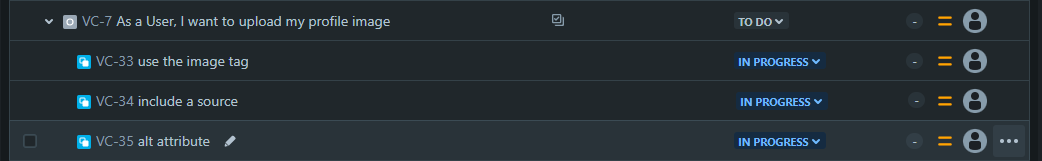 VC-7 As a User, I want to upload my profile image TO DO -
VC-33 use the image tag IN PROGRESS -
VC-34 include a source IN PROGRESS -
VC-35 alt attribute IN PROGRESS -